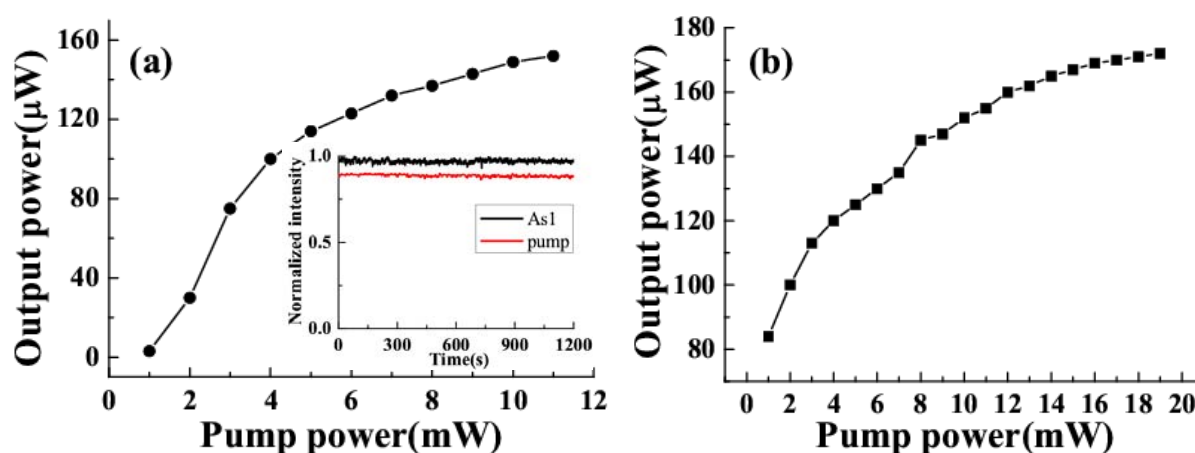 (a)
Output power(μW)
160
120
80
40
0
0 2 4 6 8 10 12
Pump power(mW)
Normalized intensity
1.0
0.5
0.0
As1
pump
0 300 600 900 1200
Time(s)
(b)
Output power(μW)
180
160
140
120
100
80
0 2 4 6 8 10 12 14 16 18 20
Pump power(mW)